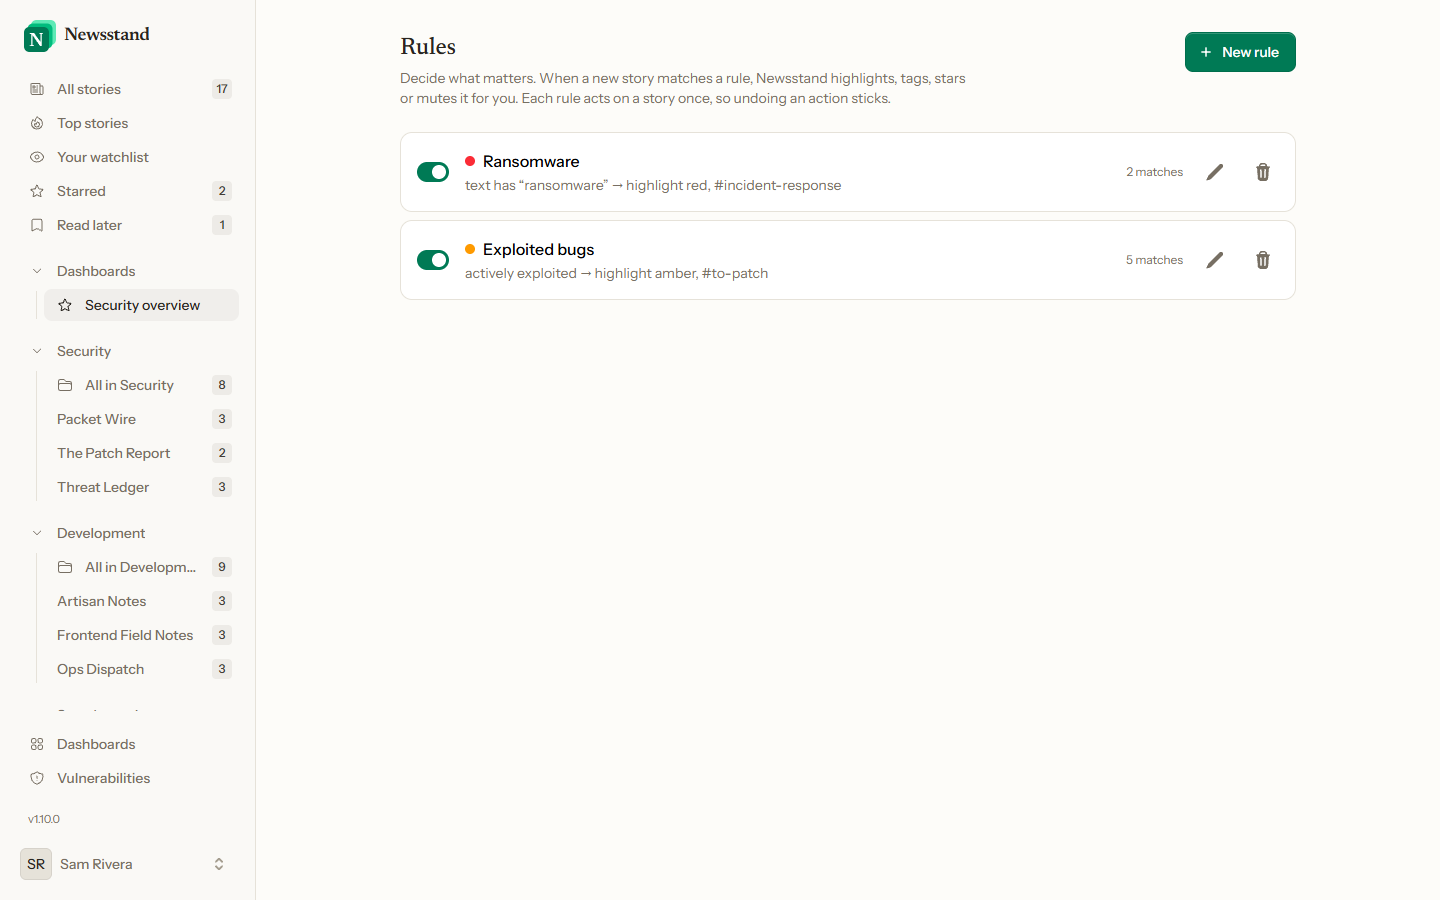 N
Newsstand
All stories
17
Top stories
Your watchlist
Starred
2
Read later
1
Dashboards
Security overview
Security
All in Security
8
Packet Wire
3
The Patch Report
2
Threat Ledger
3
Development
All in Developm...
9
Artisan Notes
3
Frontend Field Notes
3
Ops Dispatch
3
Dashboards
Vulnerabilities
v1.10.0
SR
Sam Rivera
Rules
Decide what matters. When a new story matches a rule, Newsstand highlights, tags, stars
or mutes it for you. Each rule acts on a story once, so undoing an action sticks.
+ New rule
Ransomware
text has “ransomware” → highlight red, #incident-response
2 matches
Exploited bugs
actively exploited → highlight amber, #to-patch
5 matches